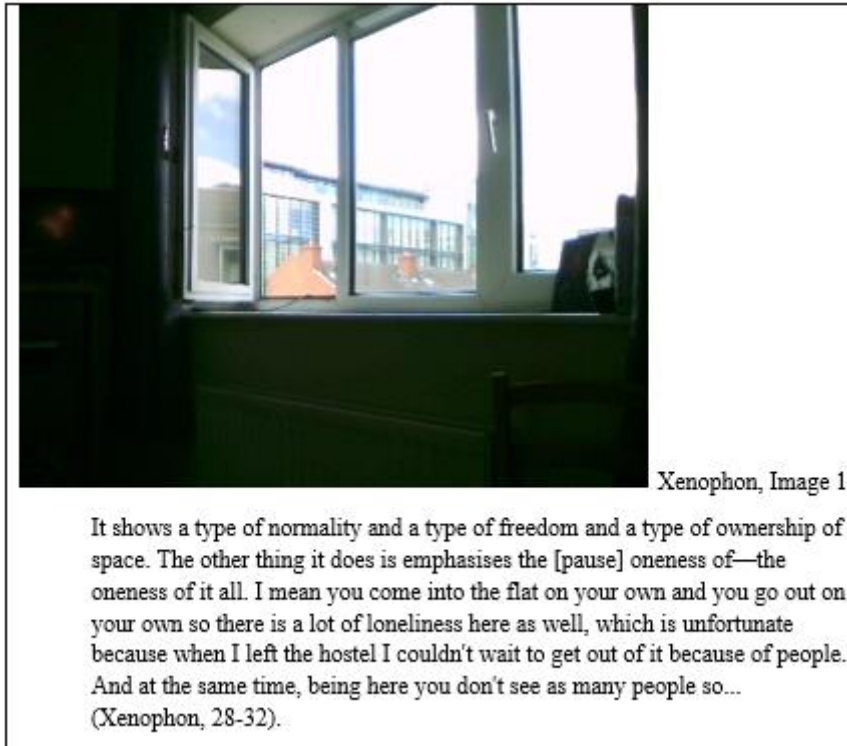 Xenophon, Image 1
It shows a type of normality and a type of freedom and a type of ownership of
space. The other thing it does is emphasises the [pause] oneness of—the
oneness of it all. I mean you come into the flat on your own and you go out on
your own so there is a lot of loneliness here as well, which is unfortunate
because when I left the hostel I couldn't wait to get out of it because of people.
And at the same time, being here you don't see as many people so...
(Xenophon, 28-32).